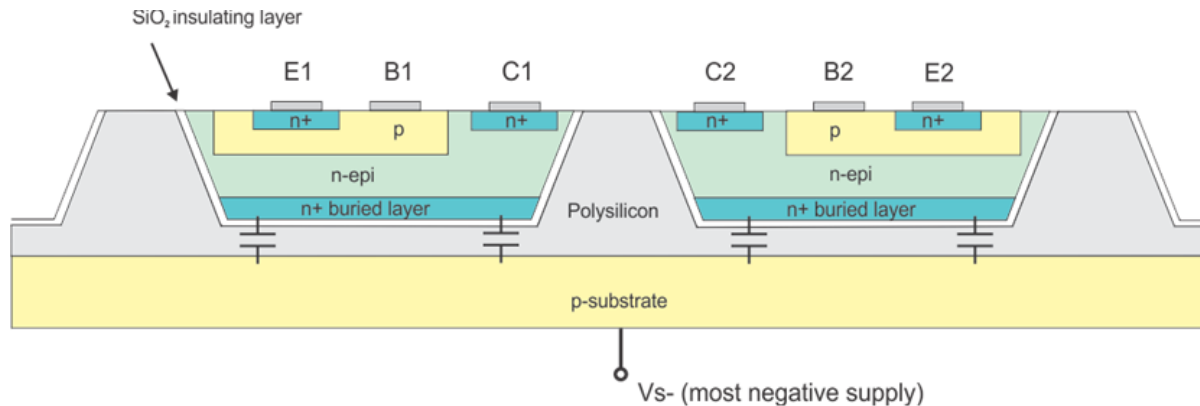 SiO₂ insulating layer
E1 B1 C1 C2 B2 E2
n+ n+ n+ n+
p p
n-epi n-epi
n+ buried layer n+ buried layer
Polysilicon
p-substrate
Vs- (most negative supply)